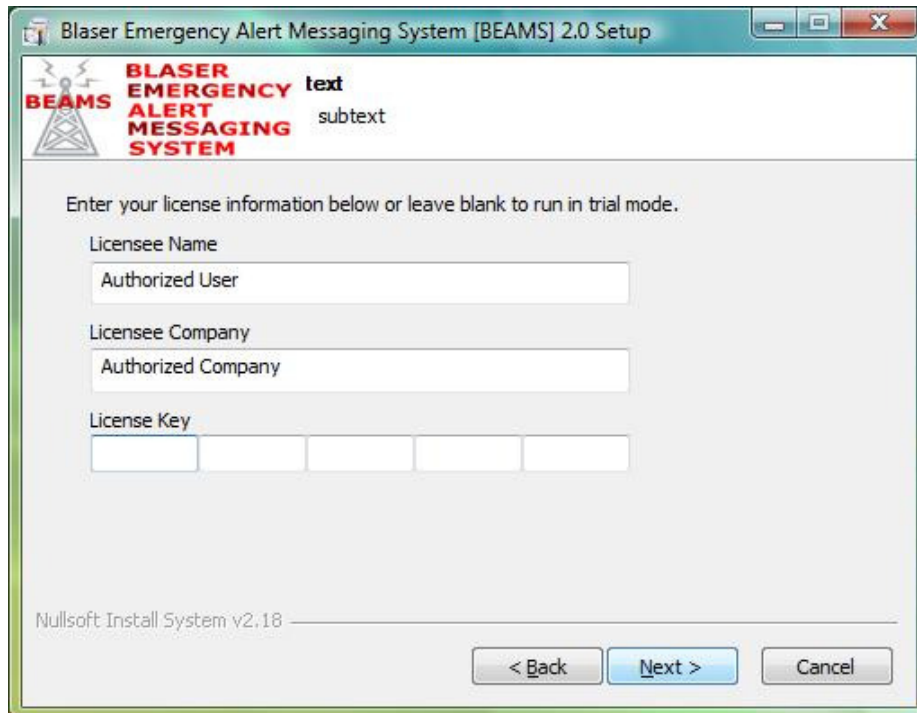 Blaser Emergency Alert Messaging System [BEAMS] 2.0 Setup
BEAMS
BLASER
EMERGENCY
ALERT
MESSAGING
SYSTEM
text
subtext
Enter your license information below or leave blank to run in trial mode.
Licensee Name
Authorized User
Licensee Company
Authorized Company
License Key
Nullsoft Install System v2.18
< Back
Next >
Cancel